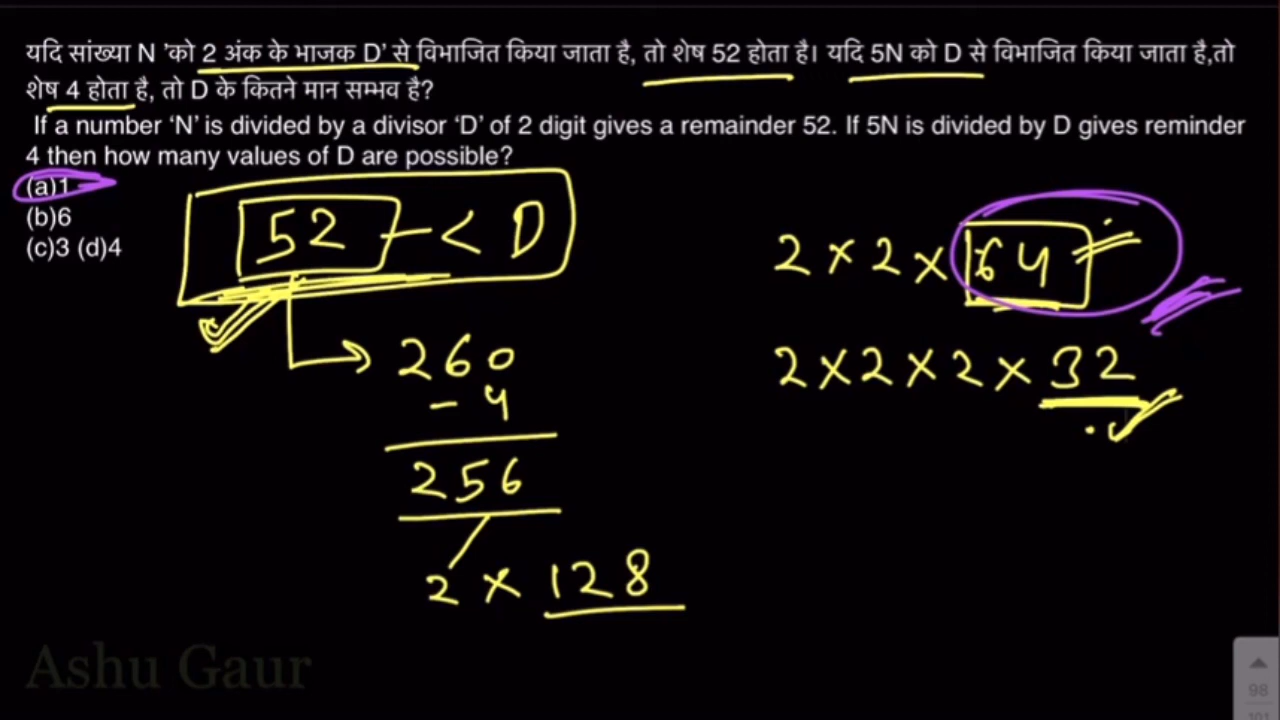 यदि सांख्या N 'को 2 अंक के भाजक D' से विभाजित किया जाता है, तो शेष 52 होता है। यदि 5N को D से विभाजित किया जाता है,तो
शेष 4 होता है, तो D के कितने मान सम्भव है?
If a number ‘N’ is divided by a divisor ‘D’ of 2 digit gives a remainder 52. If 5N is divided by D gives reminder
4 then how many values of D are possible?
(a)1
(b)6
(c)3 (d)4
52 - < D
260
- 4
256
2 × 128
2 × 2 × 64
2 × 2 × 2 × 32
Ashu Gaur
98
101